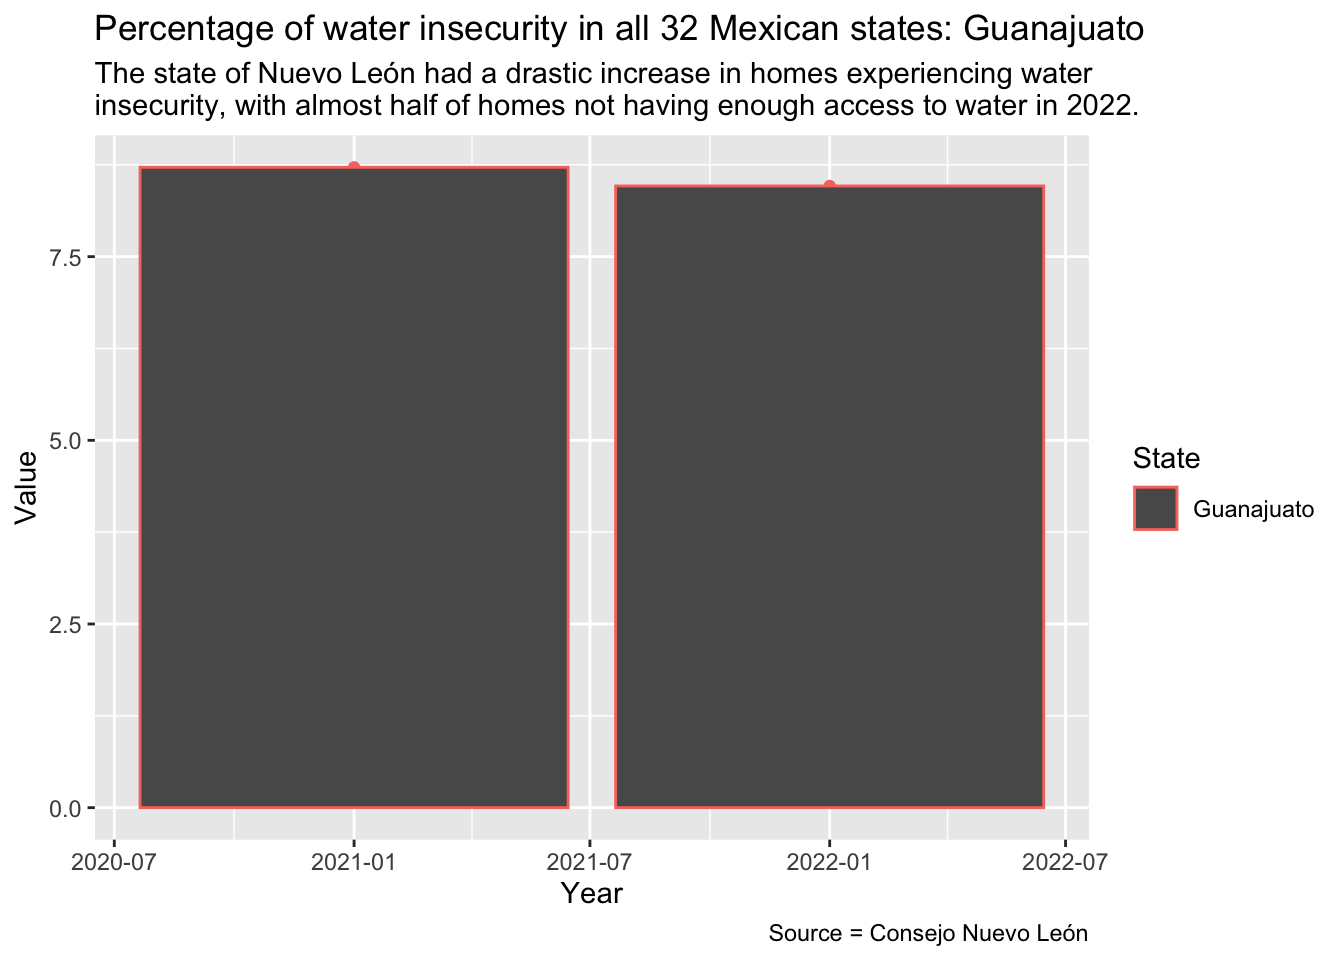 Percentage of water insecurity in all 32 Mexican states: Guanajuato
The state of Nuevo León had a drastic increase in homes experiencing water
insecurity, with almost half of homes not having enough access to water in 2022.
Value
7.5
5.0
2.5
0.0
2020-07
2021-01
2021-07
2022-01
2022-07
Year
State
Guanajuato
Source = Consejo Nuevo León